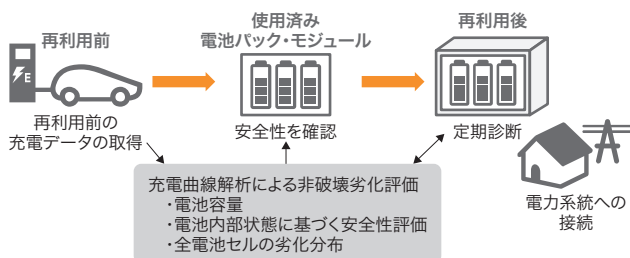 再利用前
使用済み
電池パック・モジュール
再利用後
E
再利用前の
充電データの取得
安全性を確認
定期診断
充電曲線解析による非破壊劣化評価
・電池容量
・電池内部状態に基づく安全性評価
・全電池セルの劣化分布
電力系統への
接続